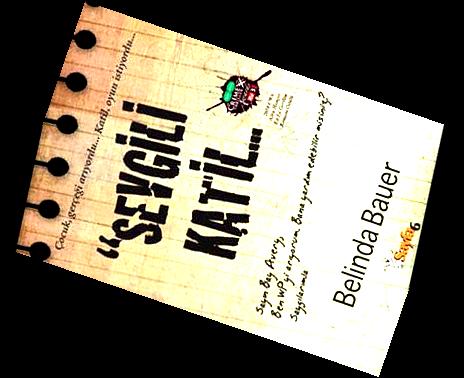 Çocuk, gerçeği arıyordu... Katil, oyun istiyordu...
"SEVGİLİ
KATİL...
Sayın Bay Avery,
Ben WP'yi arıyorum. Bana yardım edebilir misiniz?
Saygılarımla
Belinda Bauer
Sayfa6